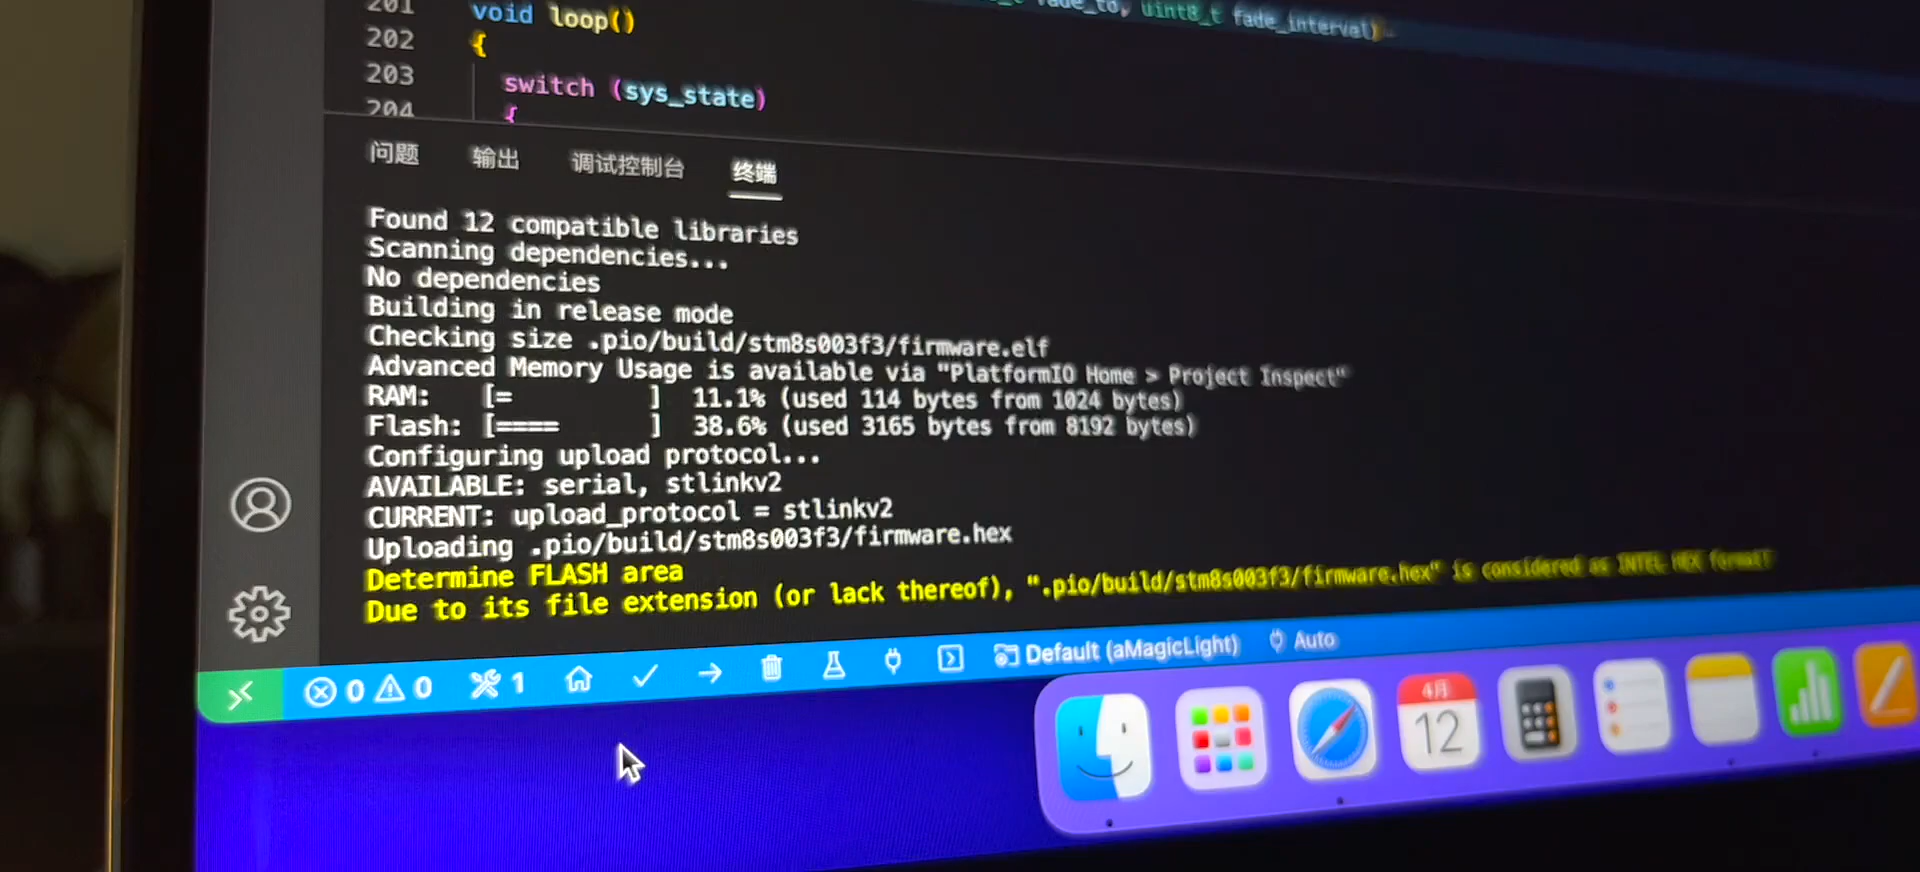 fade_to, uint8_t fade_interval)
201 void loop()
202 {
203 switch (sys_state)
204 {
问题 输出 调试控制台 终端
Found 12 compatible libraries
Scanning dependencies...
No dependencies
Building in release mode
Checking size .pio/build/stm8s003f3/firmware.elf
Advanced Memory Usage is available via "PlatformIO Home > Project Inspect"
RAM: [= ] 11.1% (used 114 bytes from 1024 bytes)
Flash: [==== ] 38.6% (used 3165 bytes from 8192 bytes)
Configuring upload protocol...
AVAILABLE: serial, stlinkv2
CURRENT: upload_protocol = stlinkv2
Uploading .pio/build/stm8s003f3/firmware.hex
Determine FLASH area
Due to its file extension (or lack thereof), ".pio/build/stm8s003f3/firmware.hex" is considered as INTEL HEX format!
0 0 1 Default (aMagicLight) Auto
4月
12